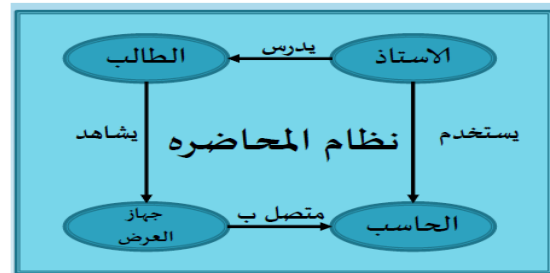 الاستاذ
يدرس
الطالب
يستخدم
نظام المحاضره
يشاهد
الحاسب
متصل ب
جهاز
العرض